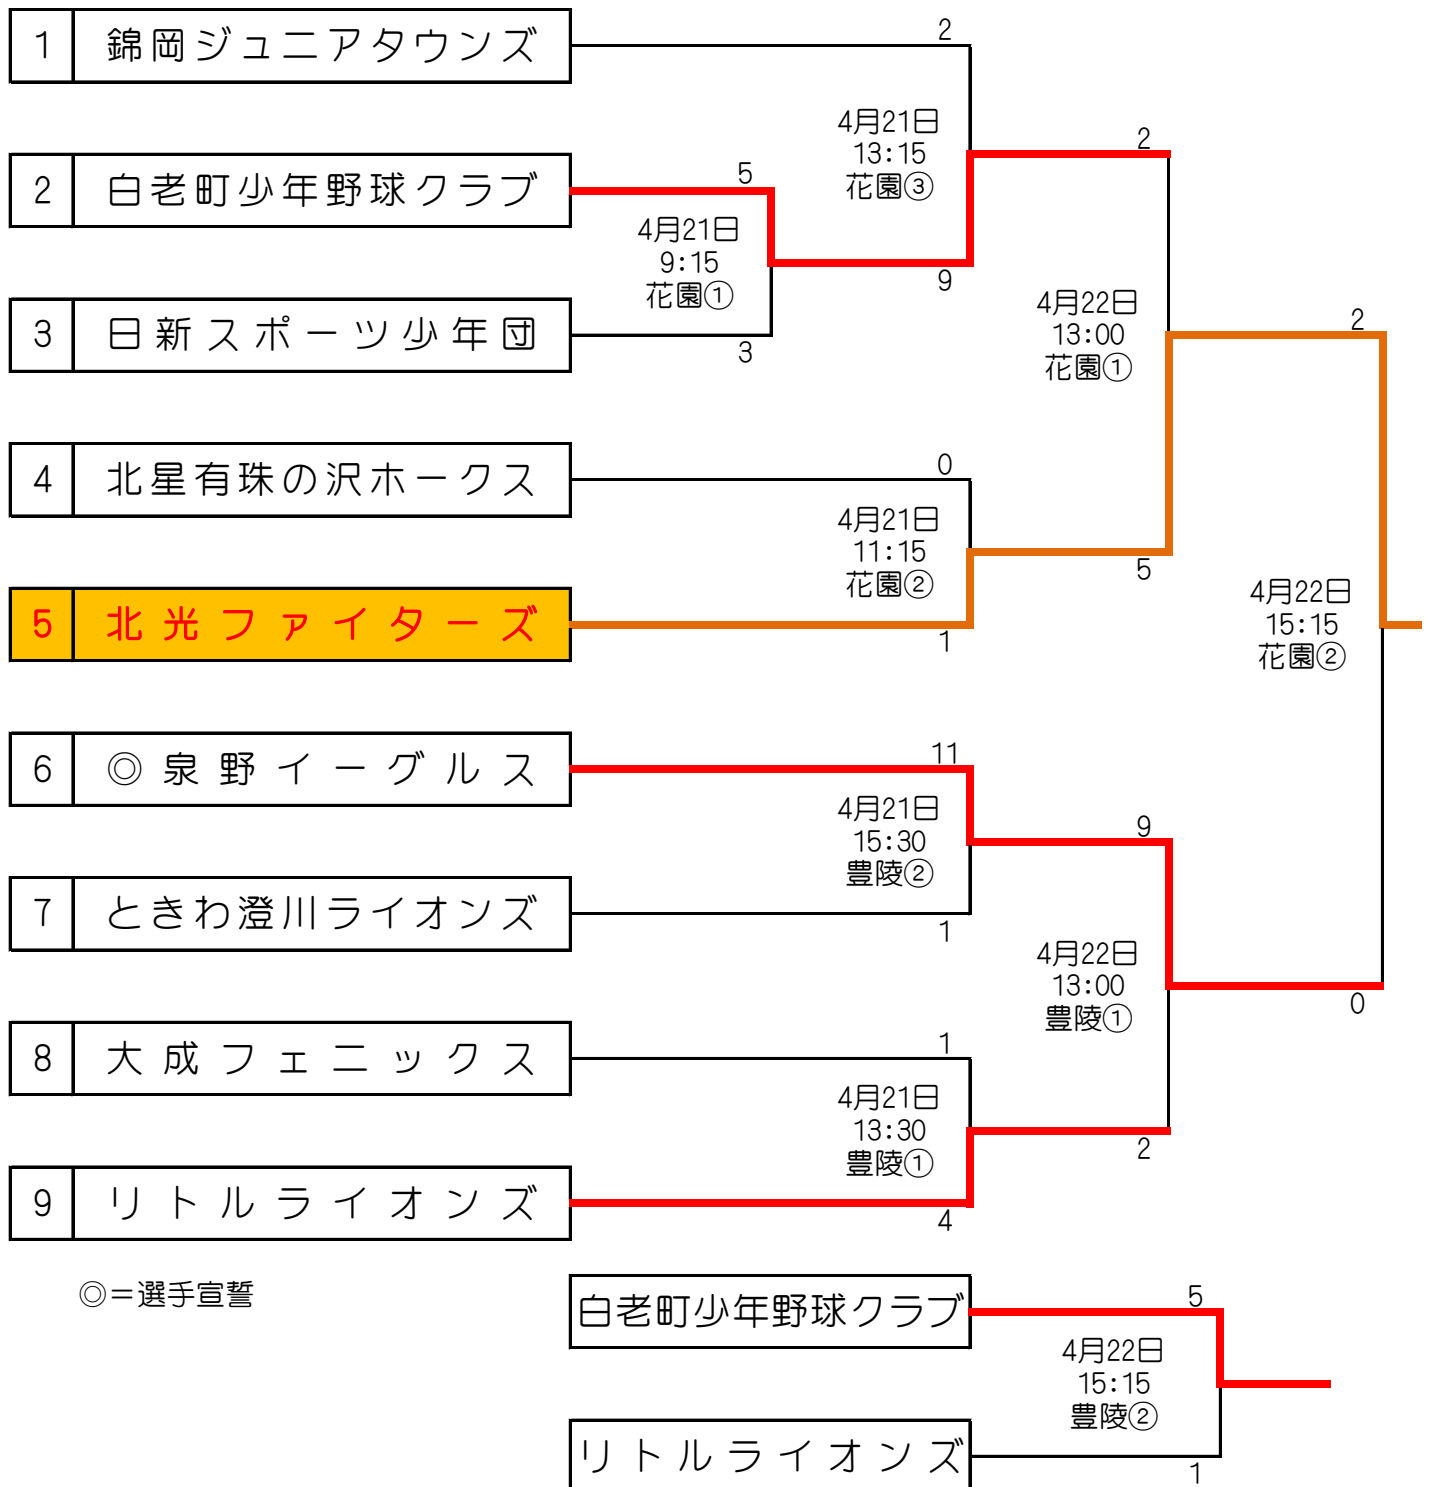 1 錦岡ジュニアタウンズ
2
4月21日
13:15
花園③
2
2 白老町少年野球クラブ
5
4月21日
9:15
花園①
9
3 日新スポーツ少年団
3
4月22日
13:00
花園①
2
4 北星有珠の沢ホークス
0
4月21日
11:15
花園②
5
5 北光ファイターズ
1
4月22日
15:15
花園②
6 ◎泉野イーグルス
11
4月21日
15:30
豊陵②
9
7 ときわ澄川ライオンズ
1
4月22日
13:00
豊陵①
0
8 大成フェニックス
1
4月21日
13:30
豊陵①
2
9 リトルライオンズ
4
◎=選手宣誓
白老町少年野球クラブ
5
4月22日
15:15
豊陵②
リトルライオンズ
1